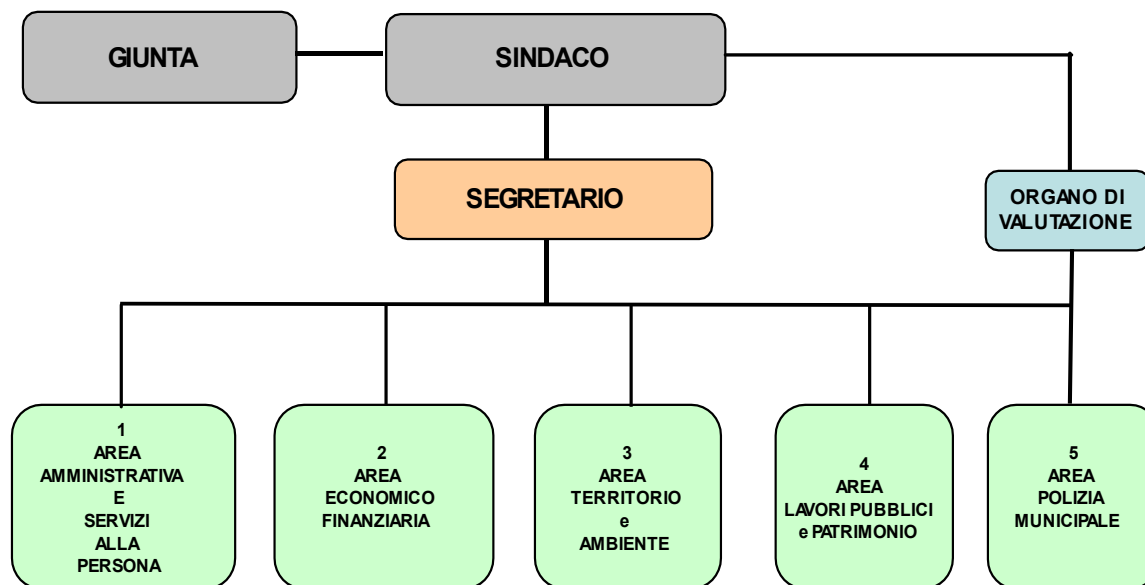 GIUNTA
SINDACO
SEGRETARIO
ORGANO DI
VALUTAZIONE
1
AREA
AMMINISTRATIVA
E
SERVIZI
ALLA
PERSONA
2
AREA
ECONOMICO
FINANZIARIA
3
AREA
TERRITORIO
e
AMBIENTE
4
AREA
LAVORI PUBBLICI
e PATRIMONIO
5
AREA
POLIZIA
MUNICIPALE